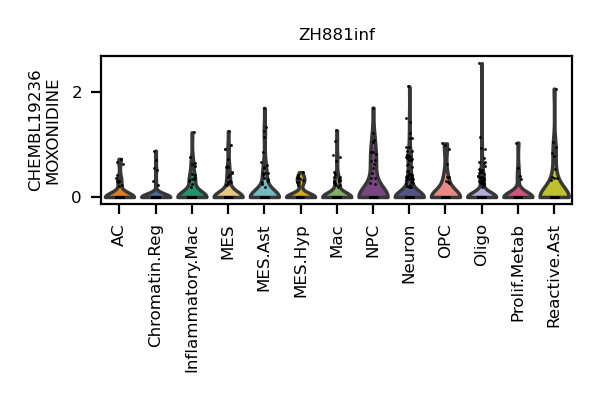 ZH881inf
CHEMBL19236
MOXONIDINE
2
0
AC
Chromatin.Reg
Inflammatory.Mac
MES
MES.Ast
MES.Hyp
Mac
NPC
Neuron
OPC
Oligo
Prolif.Metab
Reactive.Ast